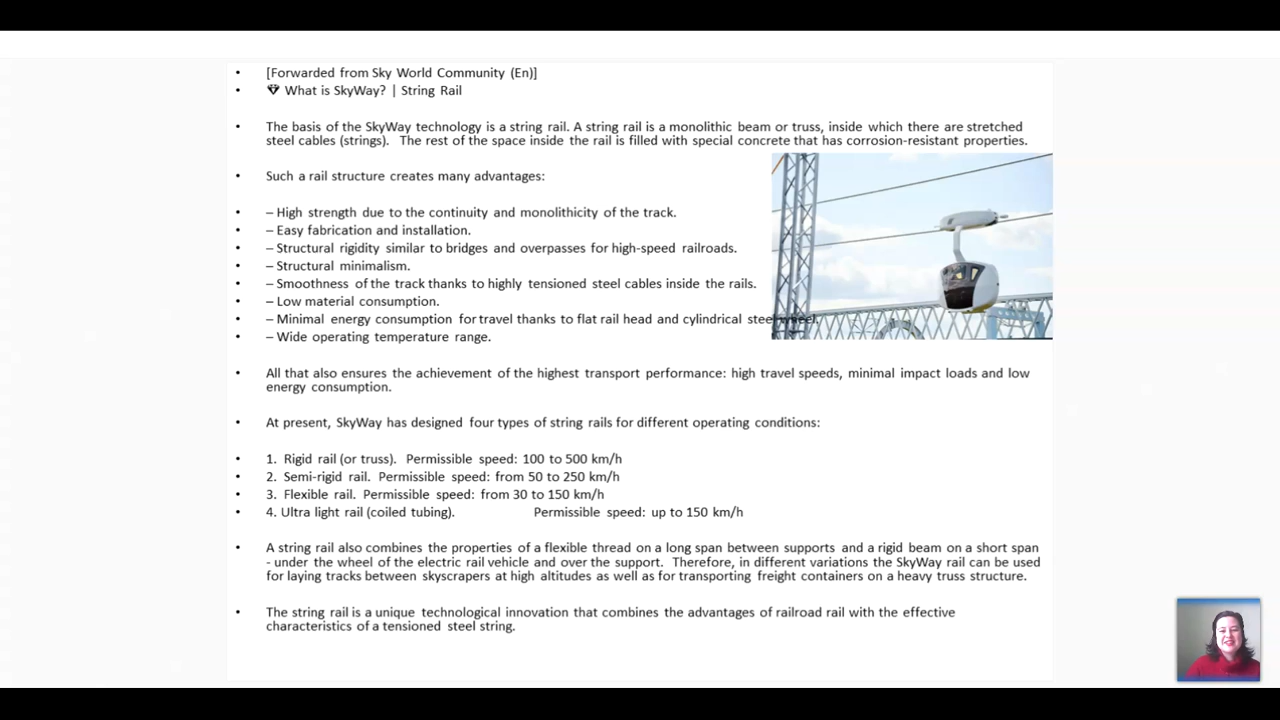 • [Forwarded from Sky World Community (En)]
• What is SkyWay? | String Rail
• The basis of the SkyWay technology is a string rail. A string rail is a monolithic beam or truss, inside which there are stretched
steel cables (strings). The rest of the space inside the rail is filled with special concrete that has corrosion-resistant properties.
• Such a rail structure creates many advantages:
• – High strength due to the continuity and monolithicity of the track.
• – Easy fabrication and installation.
• – Structural rigidity similar to bridges and overpasses for high-speed railroads.
• – Structural minimalism.
• – Smoothness of the track thanks to highly tensioned steel cables inside the rails.
• – Low material consumption.
• – Minimal energy consumption for travel thanks to flat rail head and cylindrical steel wheel.
• – Wide operating temperature range.
• All that also ensures the achievement of the highest transport performance: high travel speeds, minimal impact loads and low
energy consumption.
• At present, SkyWay has designed four types of string rails for different operating conditions:
• 1. Rigid rail (or truss). Permissible speed: 100 to 500 km/h
• 2. Semi-rigid rail. Permissible speed: from 50 to 250 km/h
• 3. Flexible rail. Permissible speed: from 30 to 150 km/h
• 4. Ultra light rail (coiled tubing). Permissible speed: up to 150 km/h
• A string rail also combines the properties of a flexible thread on a long span between supports and a rigid beam on a short span
- under the wheel of the electric rail vehicle and over the support. Therefore, in different variations the SkyWay rail can be used
for laying tracks between skyscrapers at high altitudes as well as for transporting freight containers on a heavy truss structure.
• The string rail is a unique technological innovation that combines the advantages of railroad rail with the effective
characteristics of a tensioned steel string.